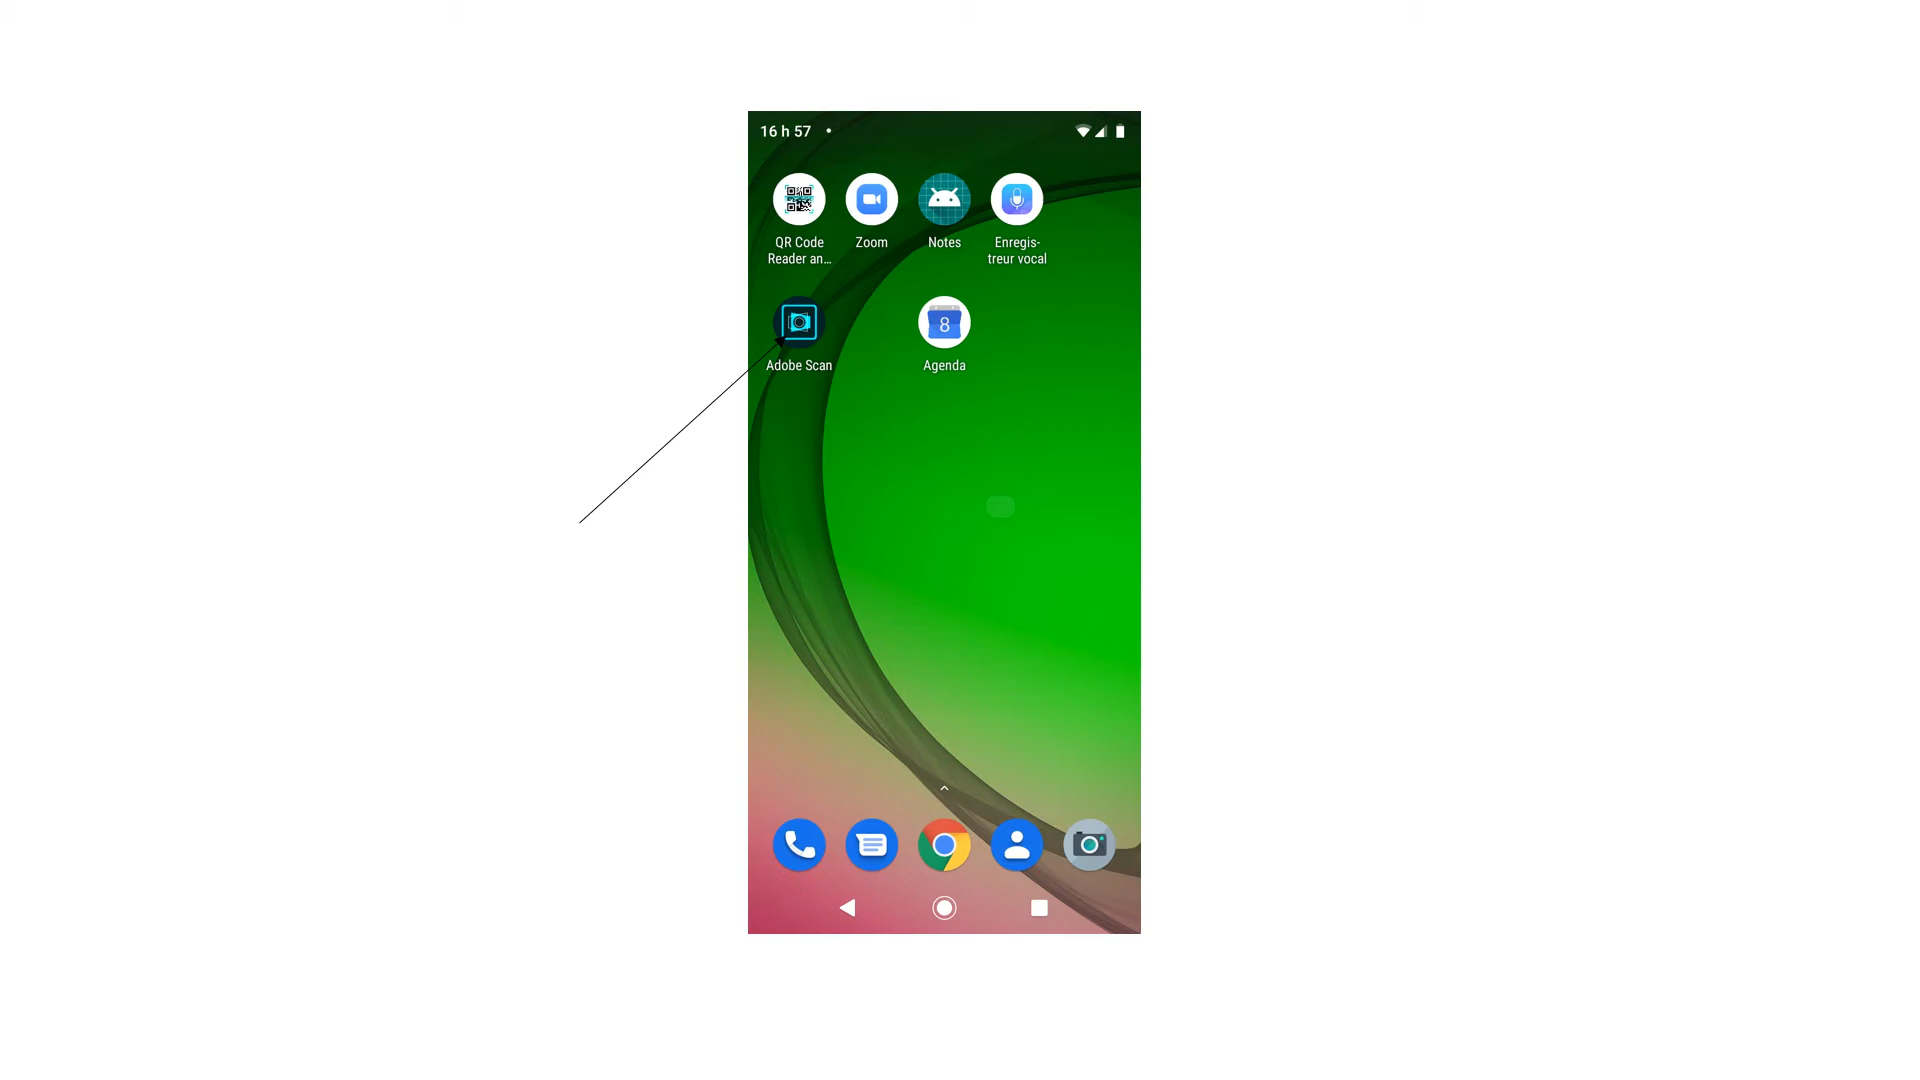 16 h 57
QR Code
Reader an...
Zoom
Notes
Enregis-
treur vocal
Adobe Scan
8
Agenda